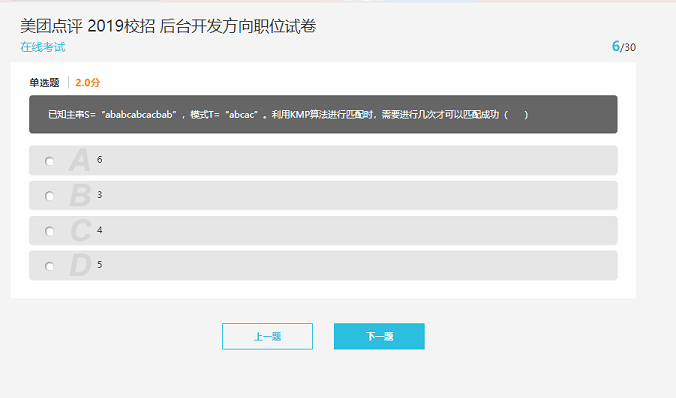 美团点评 2019校招 后台开发方向职位试卷
在线考试
6/30
单选题 2.0分
已知主串S=“ababcabcacbab”，模式T=“abcac”。利用KMP算法进行匹配时，需要进行几次才可以匹配成功（　　）
A 6
B 3
C 4
D 5
上一题 下一题